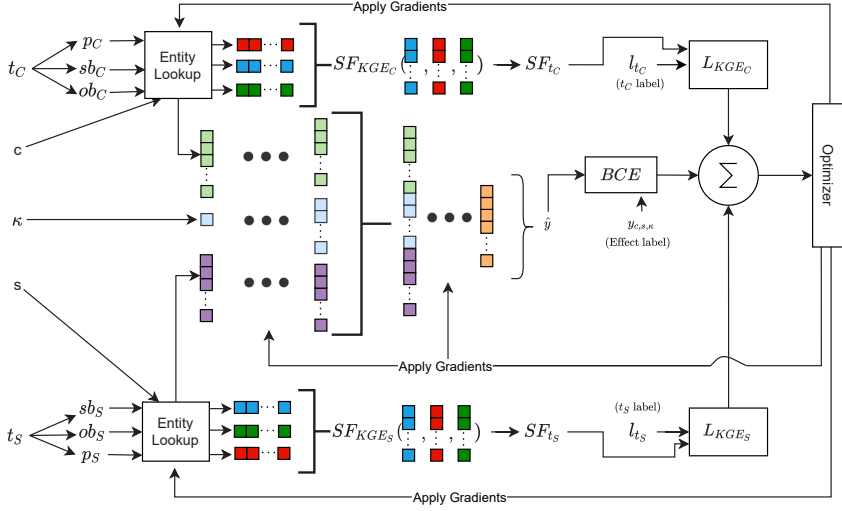 Apply Gradients
t_C
p_C
sb_C
ob_C
Entity
Lookup
SF_{KGE_C}( , , )
SF_{t_C}
l_{t_C}
(t_C label)
L_{KGE_C}
c
κ
s
ŷ
BCE
y_{c,s,κ}
(Effect label)
∑
Optimizer
Apply Gradients
t_S
sb_S
ob_S
p_S
Entity
Lookup
SF_{KGE_S}( , , )
SF_{t_S}
(t_S label)
l_{t_S}
L_{KGE_S}
Apply Gradients